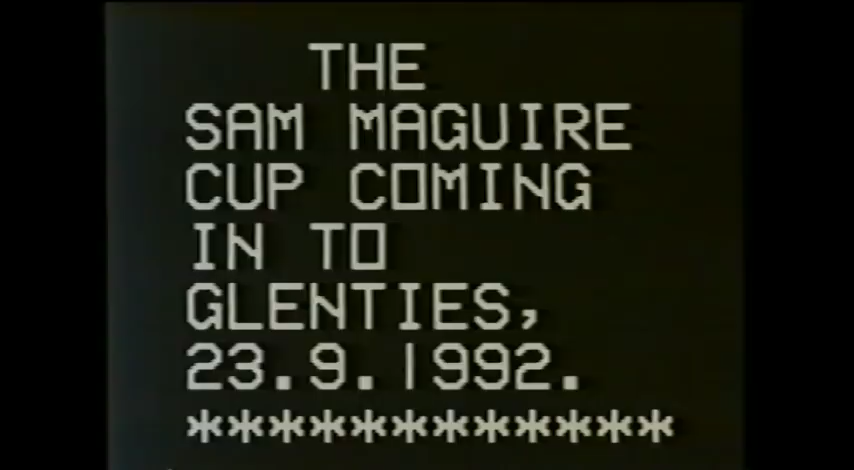 THE
SAM MAGUIRE
CUP COMING
IN TO
GLENTIES,
23.9.1992.
************